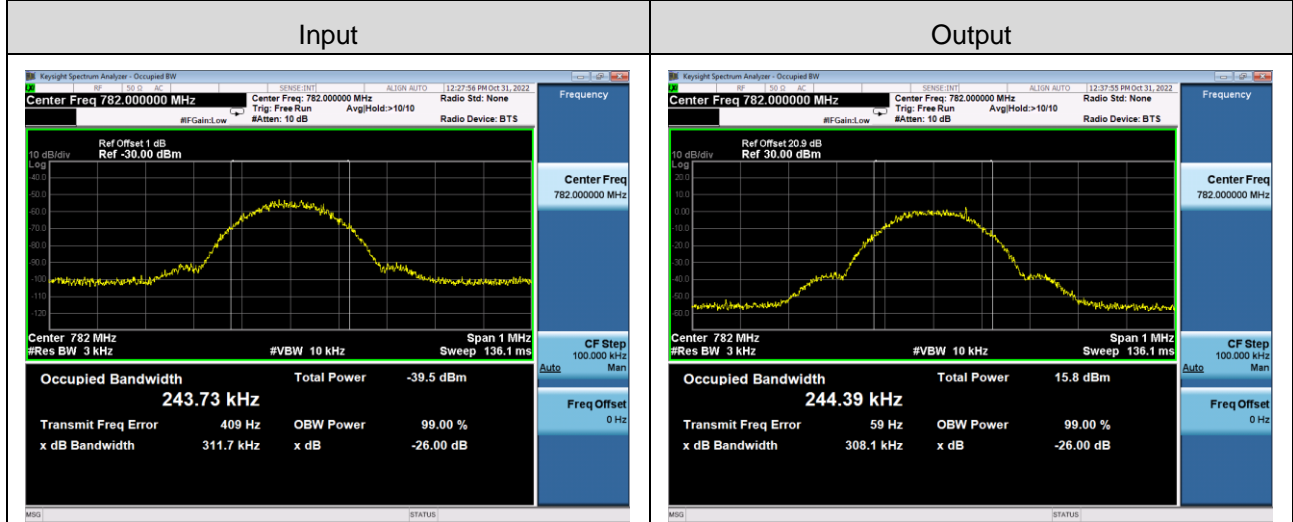 Input
Output
Keysight Spectrum Analyzer - Occupied BW
RF 50 Ω AC SENSE:INT ALIGN AUTO 12:27:56 PM Oct 31, 2022
Center Freq 782.000000 MHz
Center Freq: 782.000000 MHz
Radio Std: None
Trig: Free Run Avg|Hold:>10/10
#IFGain:Low #Atten: 10 dB Radio Device: BTS
Ref Offset 1 dB
10 dB/div Ref -30.00 dBm
Log
-40.0
-50.0
-60.0
-70.0
-80.0
-90.0
-100
-110
-120
Center 782 MHz Span 1 MHz
#Res BW 3 kHz #VBW 10 kHz Sweep 136.1 ms
Occupied Bandwidth Total Power -39.5 dBm
243.73 kHz
Transmit Freq Error 409 Hz OBW Power 99.00 %
x dB Bandwidth 311.7 kHz x dB -26.00 dB
MSG STATUS
Frequency
Center Freq
782.000000 MHz
CF Step
100.000 kHz
Auto Man
Freq Offset
0 Hz
Keysight Spectrum Analyzer - Occupied BW
RF 50 Ω AC SENSE:INT ALIGN AUTO 12:37:55 PM Oct 31, 2022
Center Freq 782.000000 MHz
Center Freq: 782.000000 MHz
Radio Std: None
Trig: Free Run Avg|Hold:>10/10
#IFGain:Low #Atten: 10 dB Radio Device: BTS
Ref Offset 20.9 dB
10 dB/div Ref 30.00 dBm
Log
20.0
10.0
0.00
-10.0
-20.0
-30.0
-40.0
-50.0
-60.0
Center 782 MHz Span 1 MHz
#Res BW 3 kHz #VBW 10 kHz Sweep 136.1 ms
Occupied Bandwidth Total Power 15.8 dBm
244.39 kHz
Transmit Freq Error 59 Hz OBW Power 99.00 %
x dB Bandwidth 308.1 kHz x dB -26.00 dB
MSG STATUS
Frequency
Center Freq
782.000000 MHz
CF Step
100.000 kHz
Auto Man
Freq Offset
0 Hz